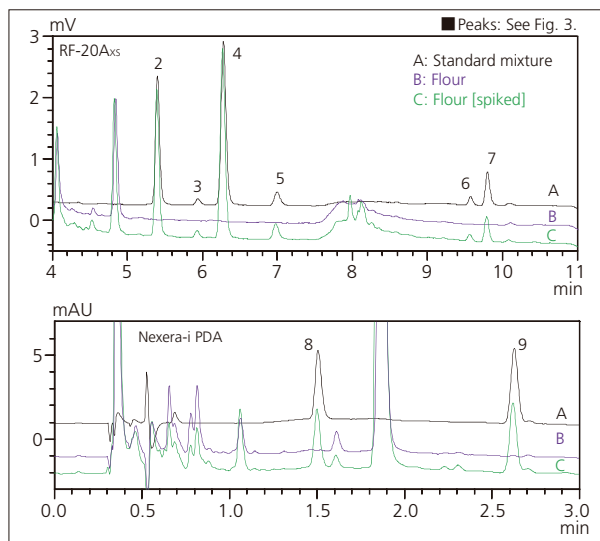 mV
■Peaks: See Fig. 3.
RF-20Axs
A: Standard mixture
B: Flour
C: Flour [spiked]
3
2
1
0
2
3
4
5
6
7
A
B
C
4 5 6 7 8 9 10 11
min
mAU
Nexera-i PDA
5
0
8
9
A
B
C
0.0 0.5 1.0 1.5 2.0 2.5 3.0
min